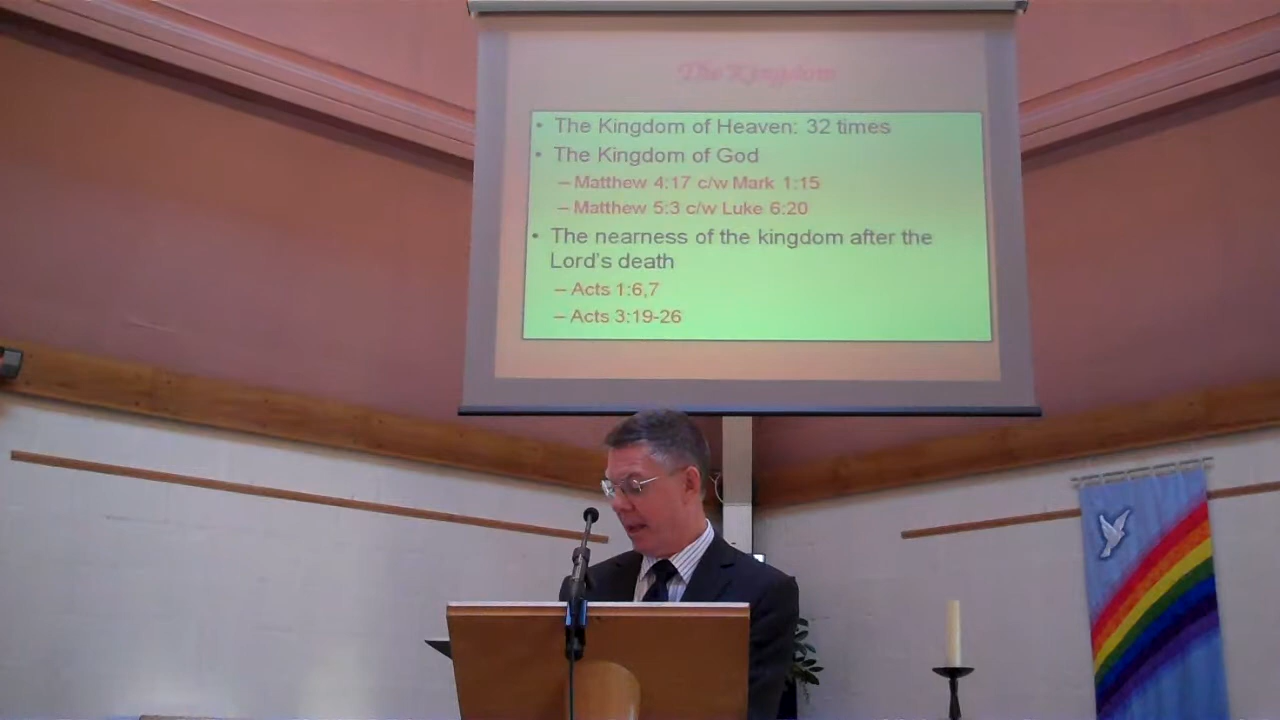 The Kingdom
• The Kingdom of Heaven: 32 times
• The Kingdom of God
– Matthew 4:17 c/w Mark 1:15
– Matthew 5:3 c/w Luke 6:20
• The nearness of the kingdom after the
Lord's death
– Acts 1:6,7
– Acts 3:19-26